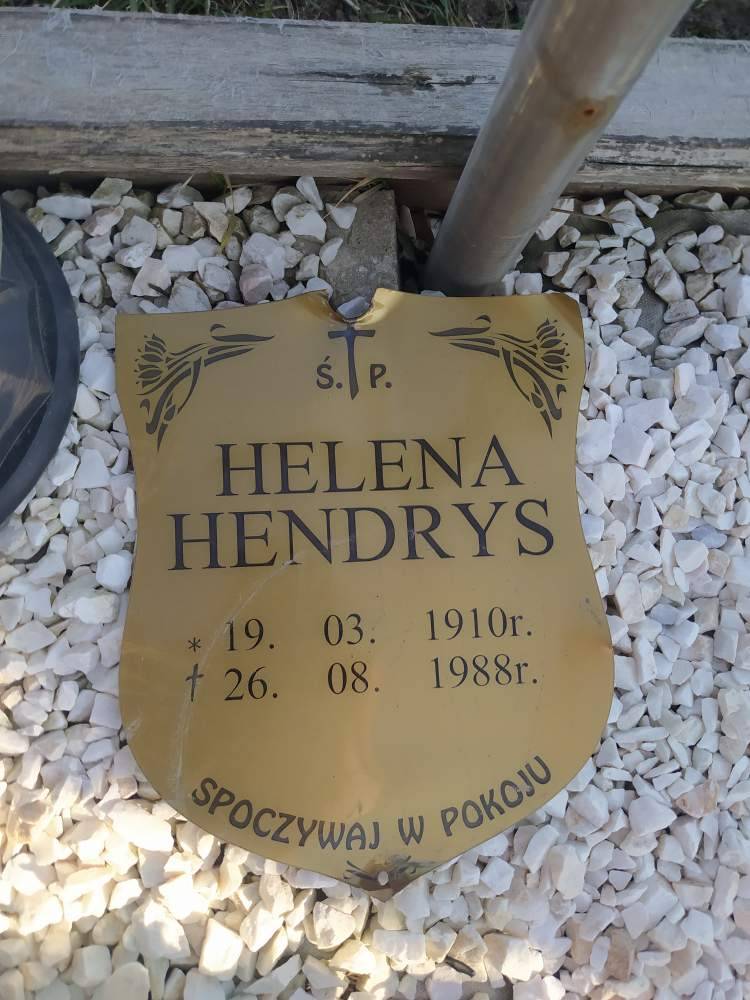 Ś. P.
HELENA
HENDRYS
* 19. 03. 1910r.
† 26. 08. 1988r.
SPOCZYWAJ W POKOJU